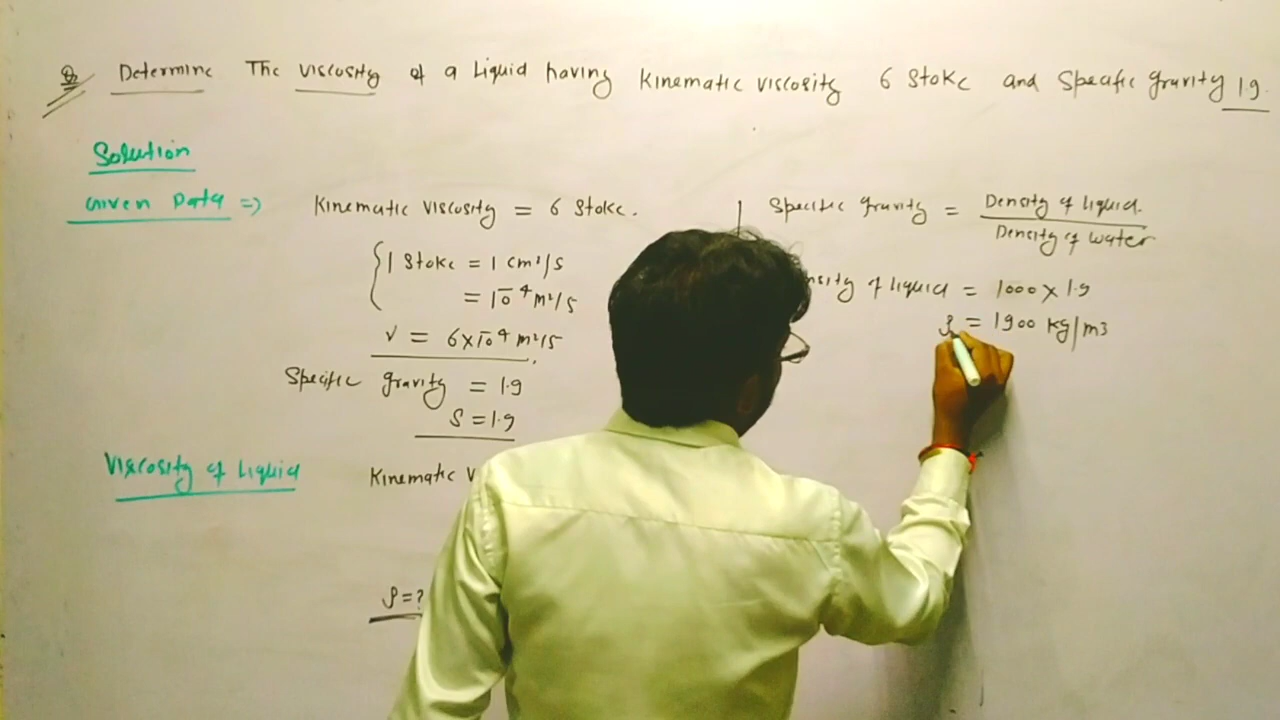 Q Determine The viscosity of a Liquid having Kinematic viscosity 6 Stoke and Specific gravity 1.9.
Solution
Given Data =>
Kinematic viscosity = 6 Stoke.
{ 1 Stoke = 1 cm²/s
= 10⁻⁴ m²/s
ν = 6×10⁻⁴ m²/s
Specific gravity = 1.9
S = 1.9
Viscosity of Liquid
Kinematic V
ρ = ?
Specific gravity = Density of liquid.
Density of water
nsity of liquid = 1000 × 1.9
ρ = 1900 kg/m3